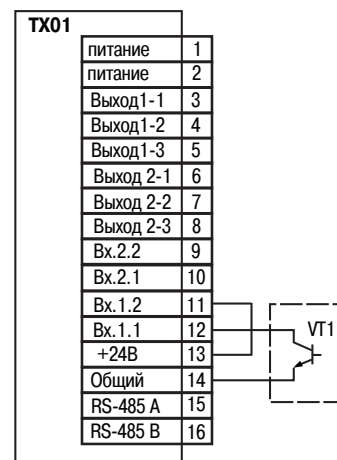 TX01
питание 1
питание 2
Выход1-1 3
Выход1-2 4
Выход1-3 5
Выход 2-1 6
Выход 2-2 7
Выход 2-3 8
Вх.2.2 9
Вх.2.1 10
Вх.1.2 11
Вх.1.1 12
VT1
+24В 13
Общий 14
RS-485 A 15
RS-485 B 16